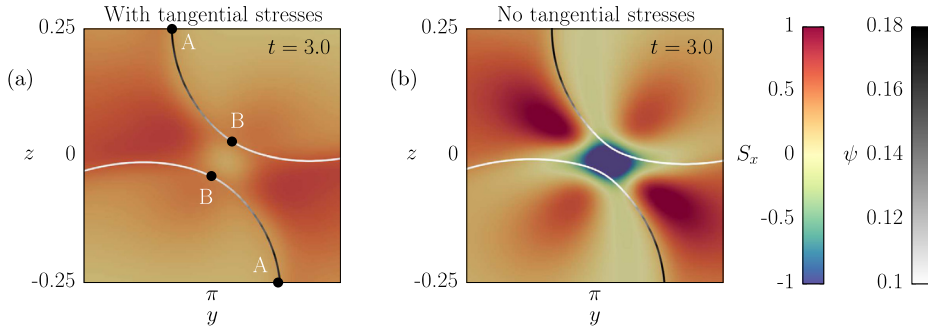 With tangential stresses
No tangential stresses
(a)
0.25
A
t = 3.0
B
z
0
B
A
-0.25
π
y
(b)
0.25
t = 3.0
z
0
-0.25
π
y
1
0.5
S_x
0
-0.5
-1
0.18
0.16
ψ
0.14
0.12
0.1